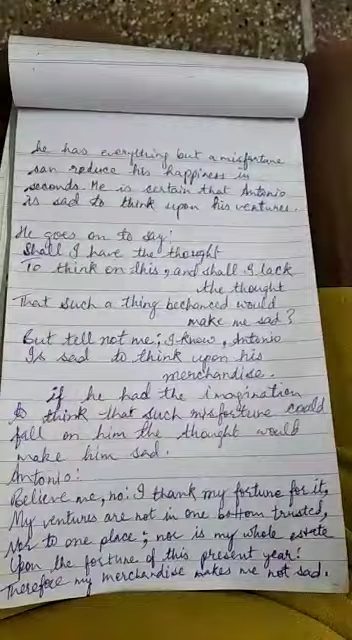 he has everything but a misfortune
can reduce his happiness in
seconds. He is certain that Antonio
is sad to think upon his ventures.
He goes on to say:
Shall I have the thought
To think on this, and shall I lack
the thought
That such a thing bechanced would
make me sad?
But tell not me; I know, Antonio
Is sad to think upon his
merchandise.
if he had the imagination
to think that such misfortune could
fall on him the thought would
make him sad.
Antonio:
Believe me, no: I thank my fortune for it,
My ventures are not in one bottom trusted,
Nor to one place; nor is my whole estate
Upon the fortune of this present year:
Therefore my merchandise makes me not sad.